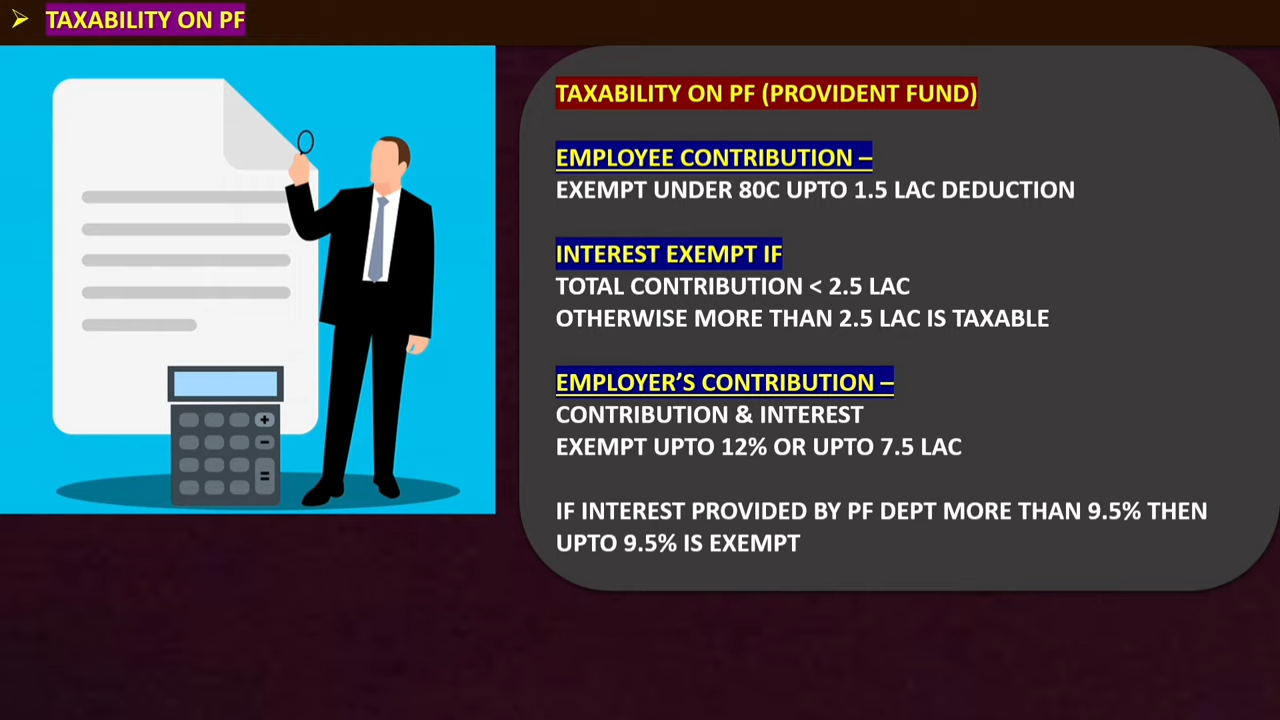 TAXABILITY ON PF
TAXABILITY ON PF (PROVIDENT FUND)
EMPLOYEE CONTRIBUTION –
EXEMPT UNDER 80C UPTO 1.5 LAC DEDUCTION
INTEREST EXEMPT IF
TOTAL CONTRIBUTION < 2.5 LAC
OTHERWISE MORE THAN 2.5 LAC IS TAXABLE
EMPLOYER’S CONTRIBUTION –
CONTRIBUTION & INTEREST
EXEMPT UPTO 12% OR UPTO 7.5 LAC
IF INTEREST PROVIDED BY PF DEPT MORE THAN 9.5% THEN
UPTO 9.5% IS EXEMPT